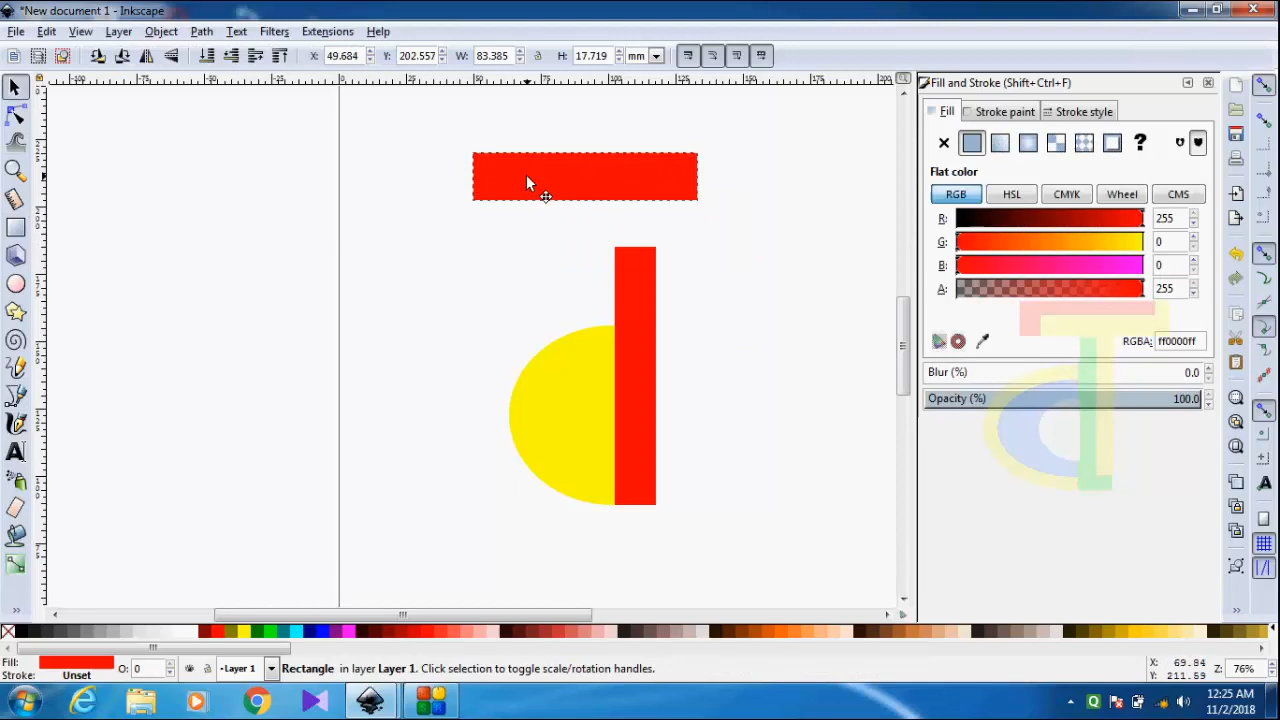 *New document 1 - Inkscape
File Edit View Layer Object Path Text Filters Extensions Help
X: 49.684 Y: 202.557 W: 83.385 H: 17.719 mm
Fill and Stroke (Shift+Ctrl+F)
Fill Stroke paint Stroke style
?
Flat color
RGB HSL CMYK Wheel CMS
R: 255
G: 0
B: 0
A: 255
RGBA: ff0000ff
Blur (%) 0.0
Opacity (%) 100.0
Fill: O: 0 Layer 1 Rectangle in layer Layer 1. Click selection to toggle scale/rotation handles. X: 69.84 Z: 76%
Stroke: Unset Y: 211.59
12:25 AM
11/2/2018